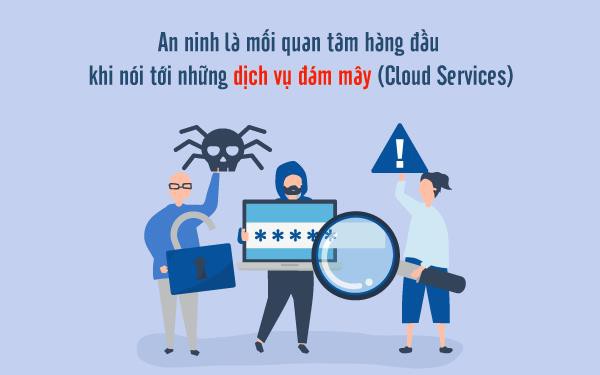 An ninh là mối quan tâm hàng đầu
khi nói tới những dịch vụ đám mây (Cloud Services)
!
*****